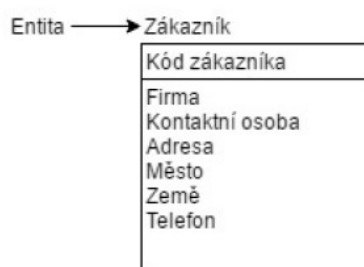 Entita Zákazník
Kód zákazníka
Firma
Kontaktní osoba
Adresa
Město
Země
Telefon